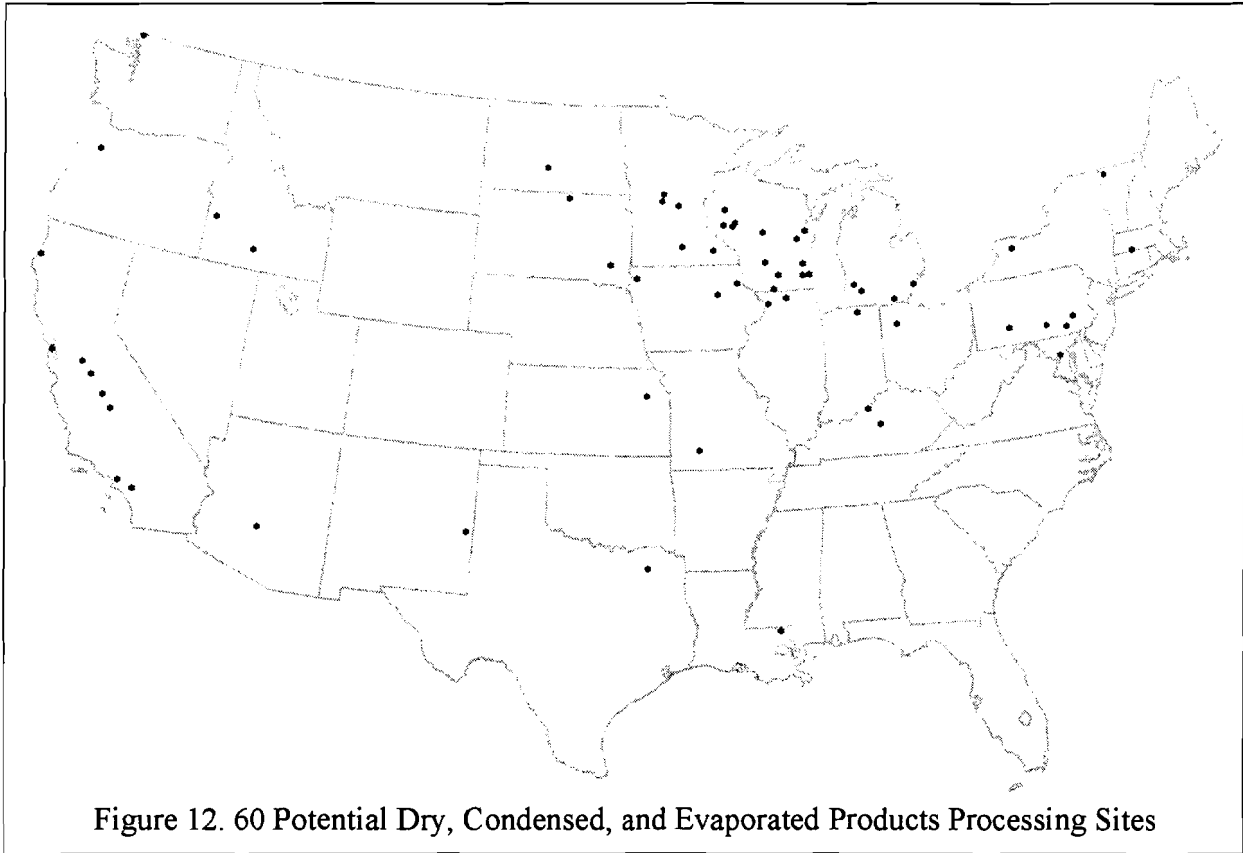 Figure 12. 60 Potential Dry, Condensed, and Evaporated Products Processing Sites